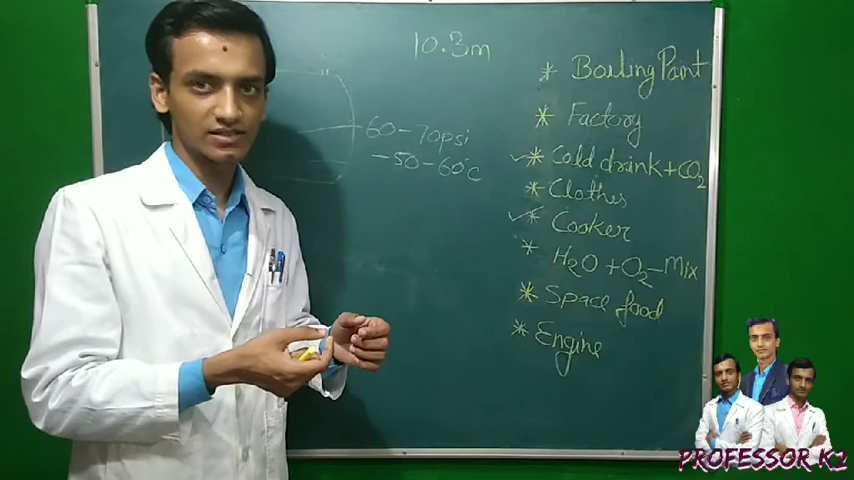 10.3m
60-70psi
-50-60°C
* Boiling Point
* Factory
✓* Cold drink+CO₂
* Clothes
✓* Cooker
* H₂O+O₂-Mix
* Space food
* Engine
PROFESSOR K2